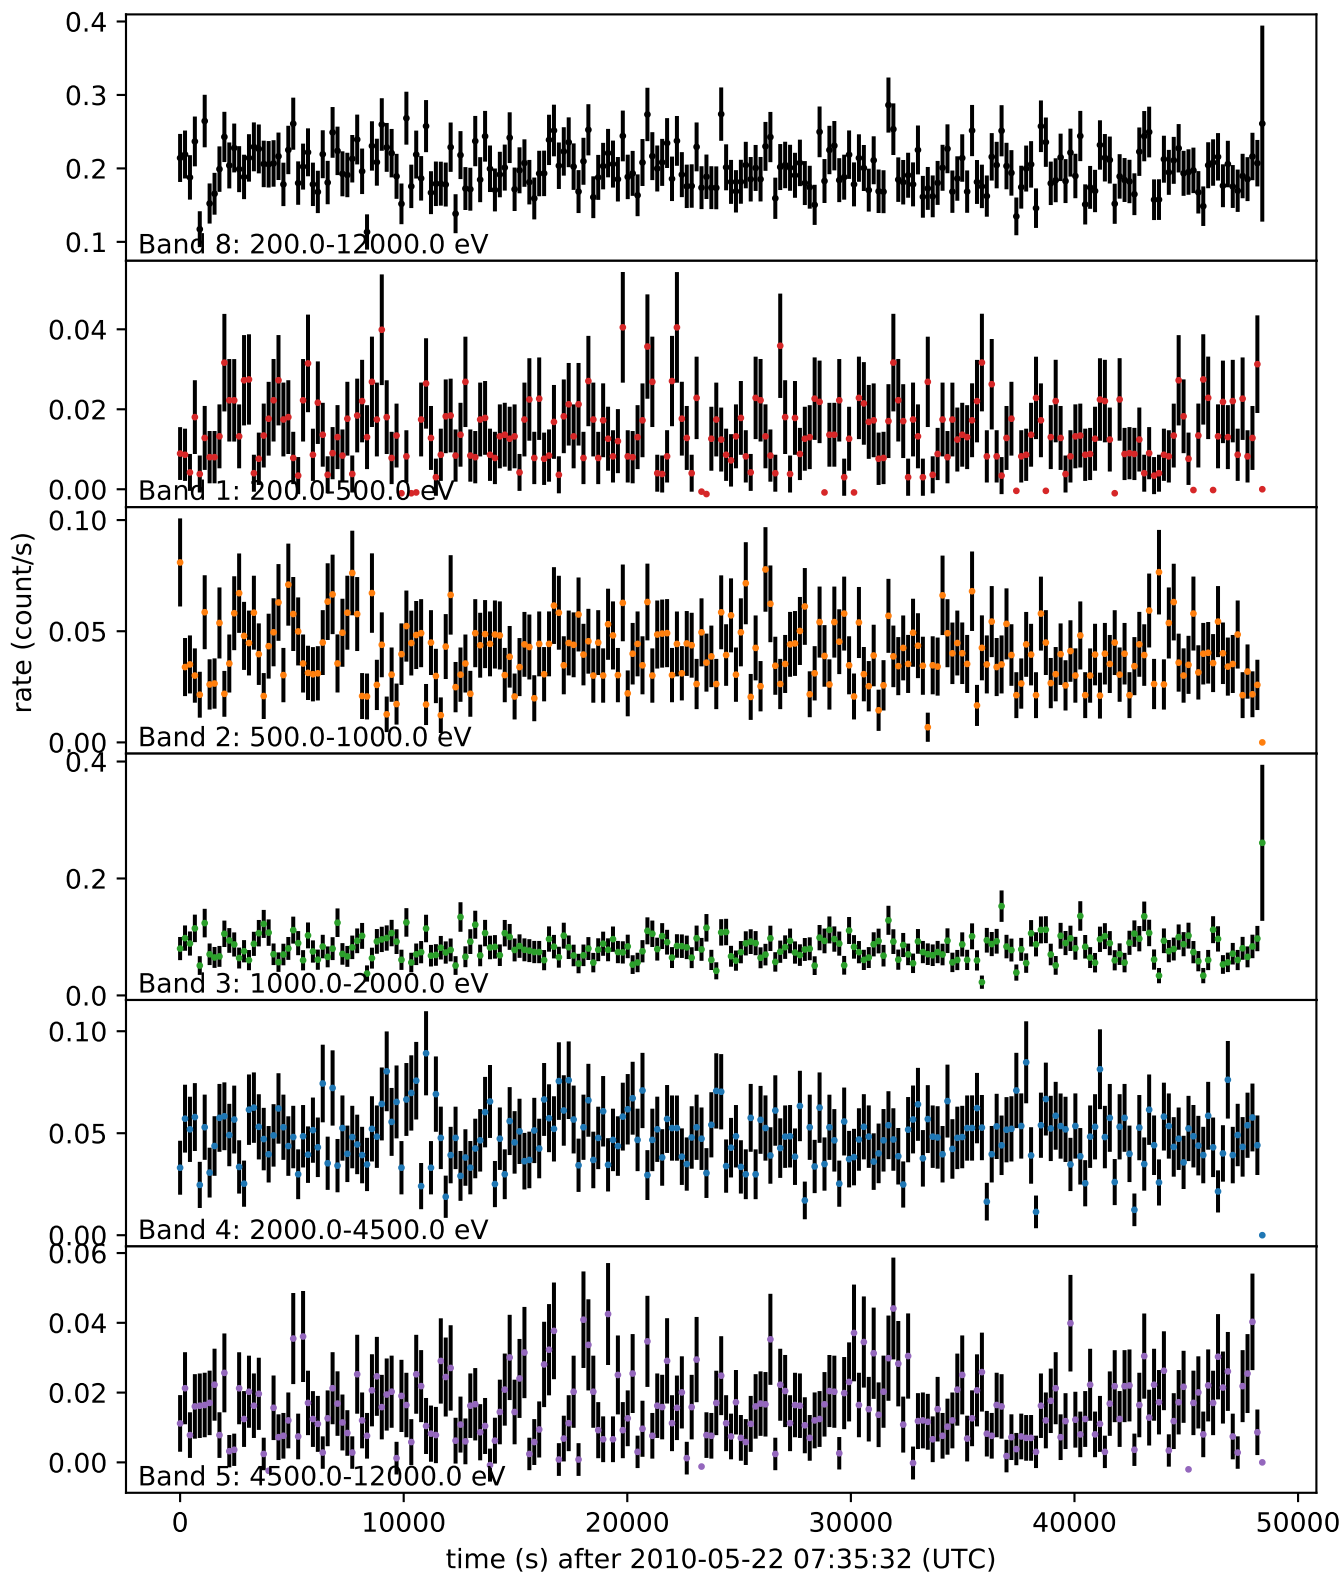 0.4
0.3
0.2
0.1
Band 8: 200.0-12000.0 eV
0.04
0.02
0.00
Band 1: 200.0-500.0 eV
0.10
0.05
0.00
Band 2: 500.0-1000.0 eV
rate (count/s)
0.4
0.2
0.0
Band 3: 1000.0-2000.0 eV
0.10
0.05
0.00
Band 4: 2000.0-4500.0 eV
0.06
0.04
0.02
0.00
Band 5: 4500.0-12000.0 eV
0 10000 20000 30000 40000 50000
time (s) after 2010-05-22 07:35:32 (UTC)